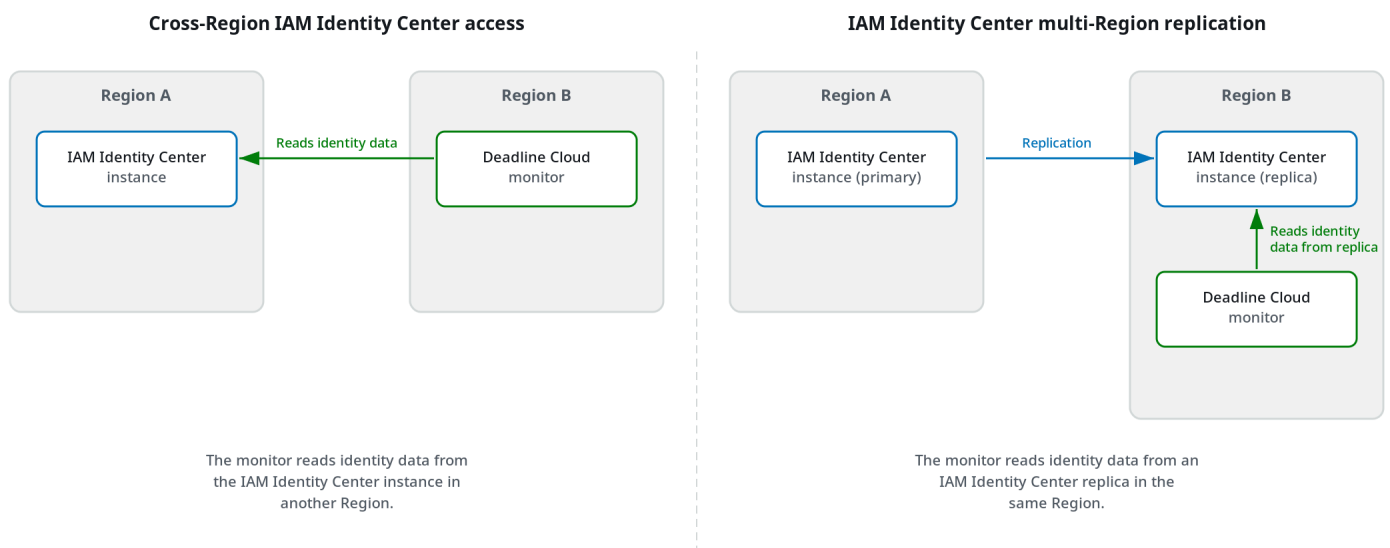 Cross-Region IAM Identity Center access
Region A
Region B
IAM Identity Center
instance
Reads identity data
Deadline Cloud
monitor
The monitor reads identity data from
the IAM Identity Center instance in
another Region.
IAM Identity Center multi-Region replication
Region A
Region B
IAM Identity Center
instance (primary)
Replication
IAM Identity Center
instance (replica)
Reads identity
data from replica
Deadline Cloud
monitor
The monitor reads identity data from an
IAM Identity Center replica in the
same Region.